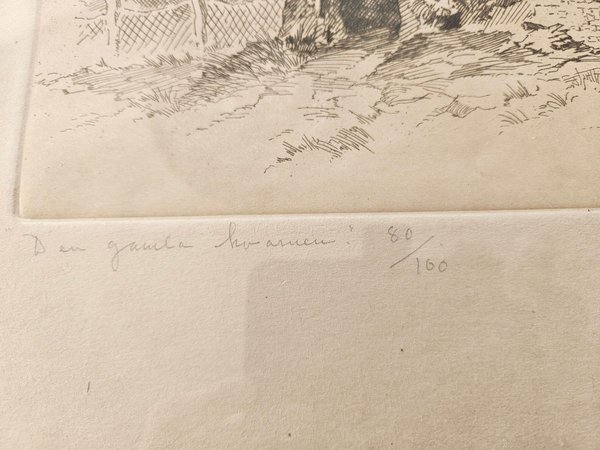 Den gamla kvarnen." 80/100